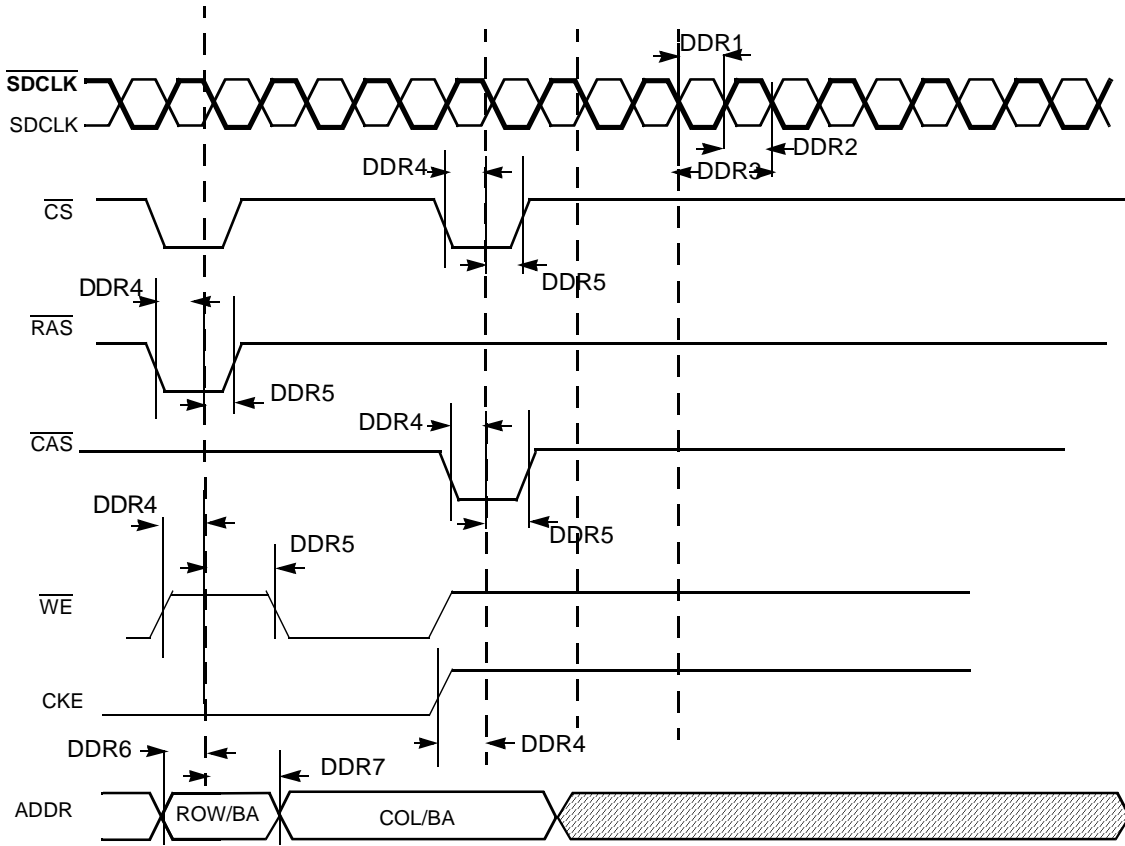 DDR1
SDCLK
SDCLK
DDR2
DDR4
DDR3
CS
DDR5
DDR4
RAS
DDR5
DDR4
CAS
DDR4
DDR5
DDR5
WE
CKE
DDR6
DDR4
DDR7
ADDR
ROW/BA
COL/BA